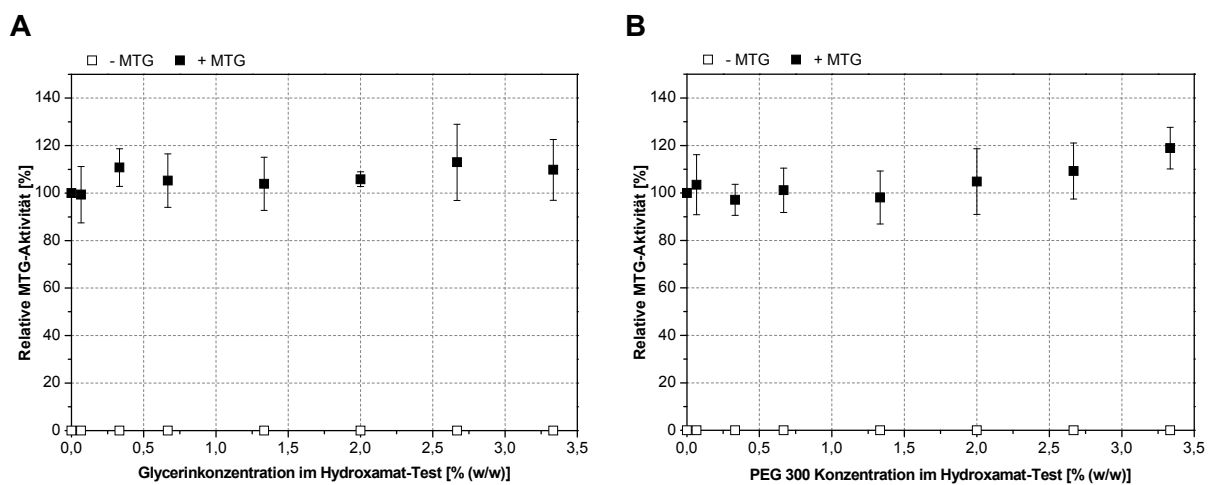 A
- MTG + MTG
140
120
100
80
60
40
20
0
Relative MTG-Aktivität [%]
0,0 0,5 1,0 1,5 2,0 2,5 3,0 3,5
Glycerinkonzentration im Hydroxamat-Test [% (w/w)]
B
- MTG + MTG
140
120
100
80
60
40
20
0
Relative MTG-Aktivität [%]
0,0 0,5 1,0 1,5 2,0 2,5 3,0 3,5
PEG 300 Konzentration im Hydroxamat-Test [% (w/w)]